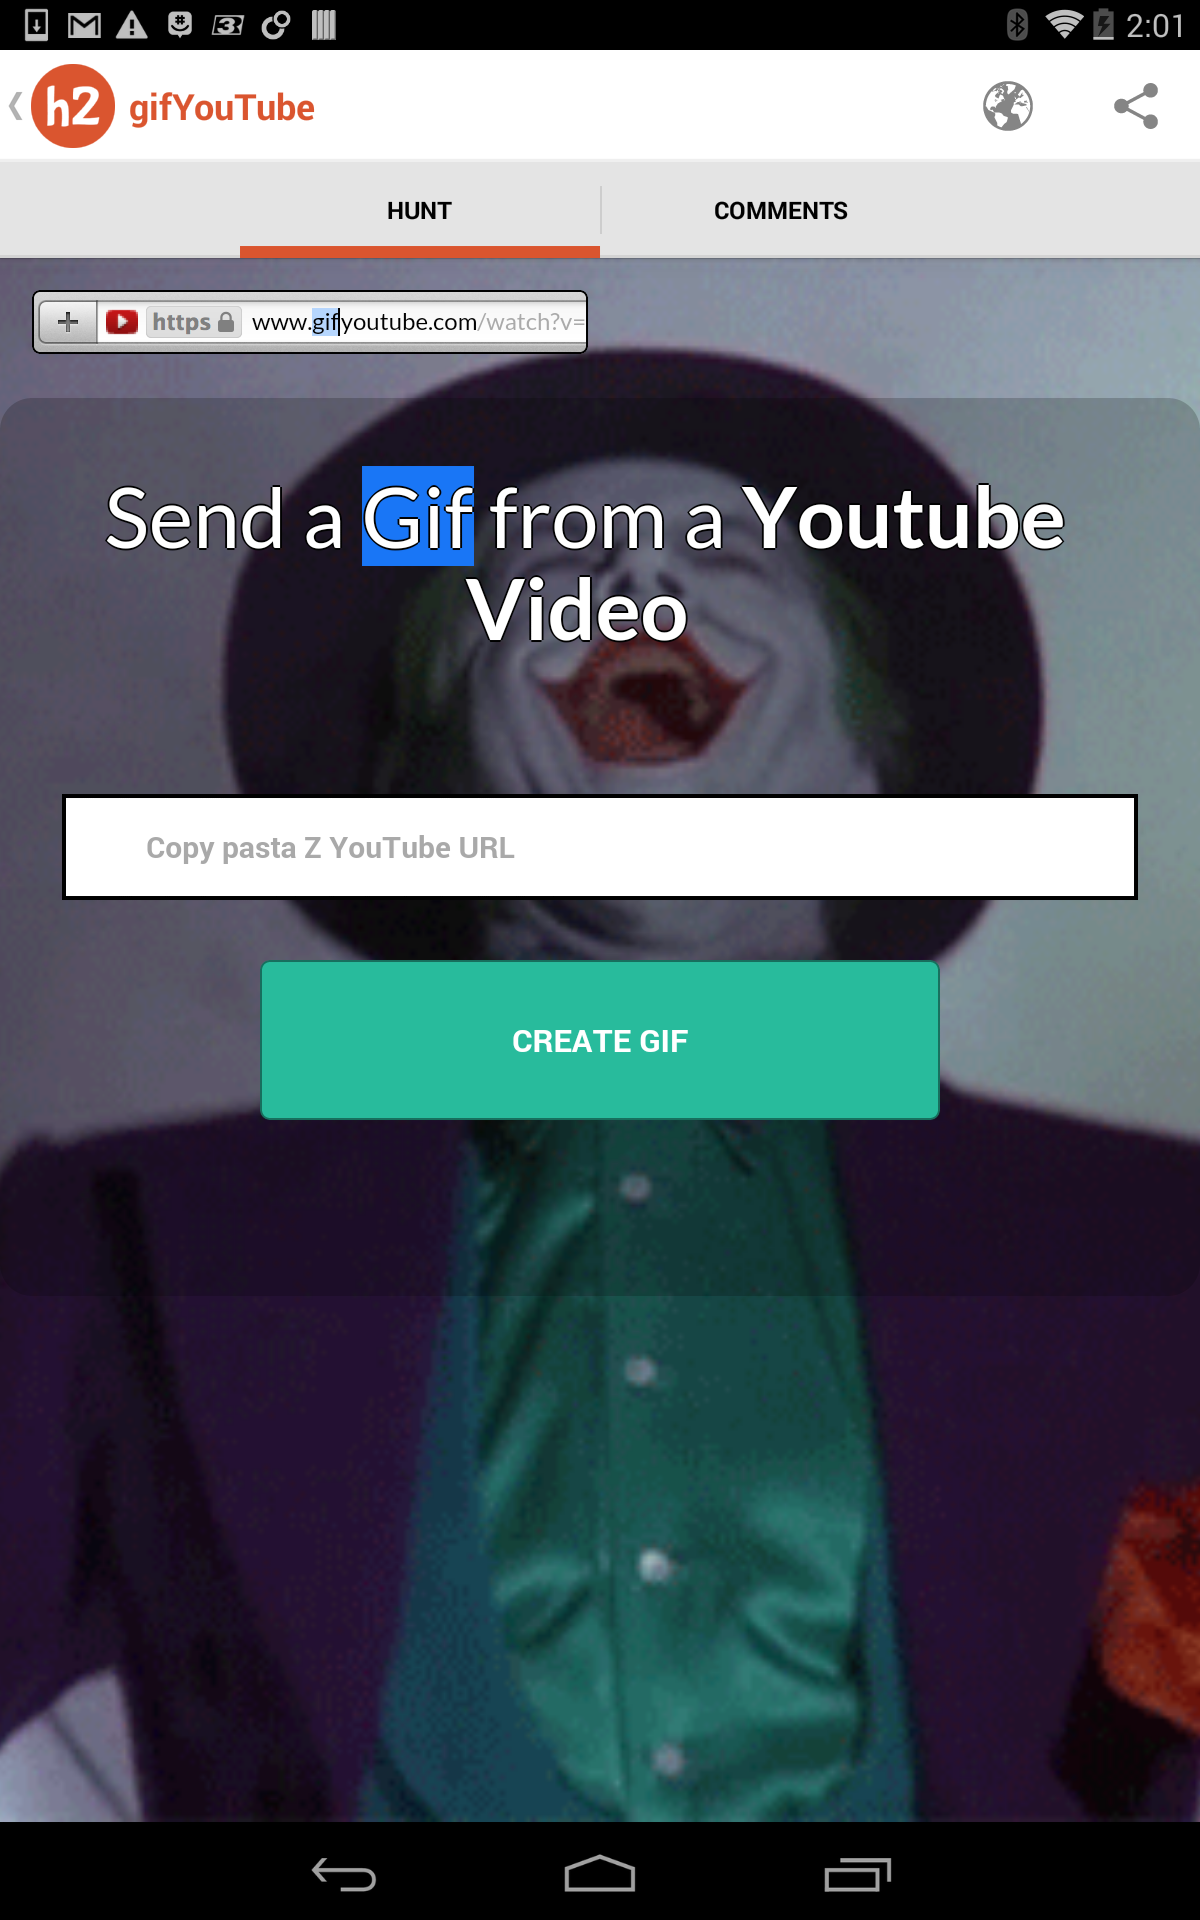 2:01
h2 gifYouTube
HUNT COMMENTS
https www.gifyoutube.com/watch?v=
Send a Gif from a Youtube
Video
Copy pasta Z YouTube URL
CREATE GIF